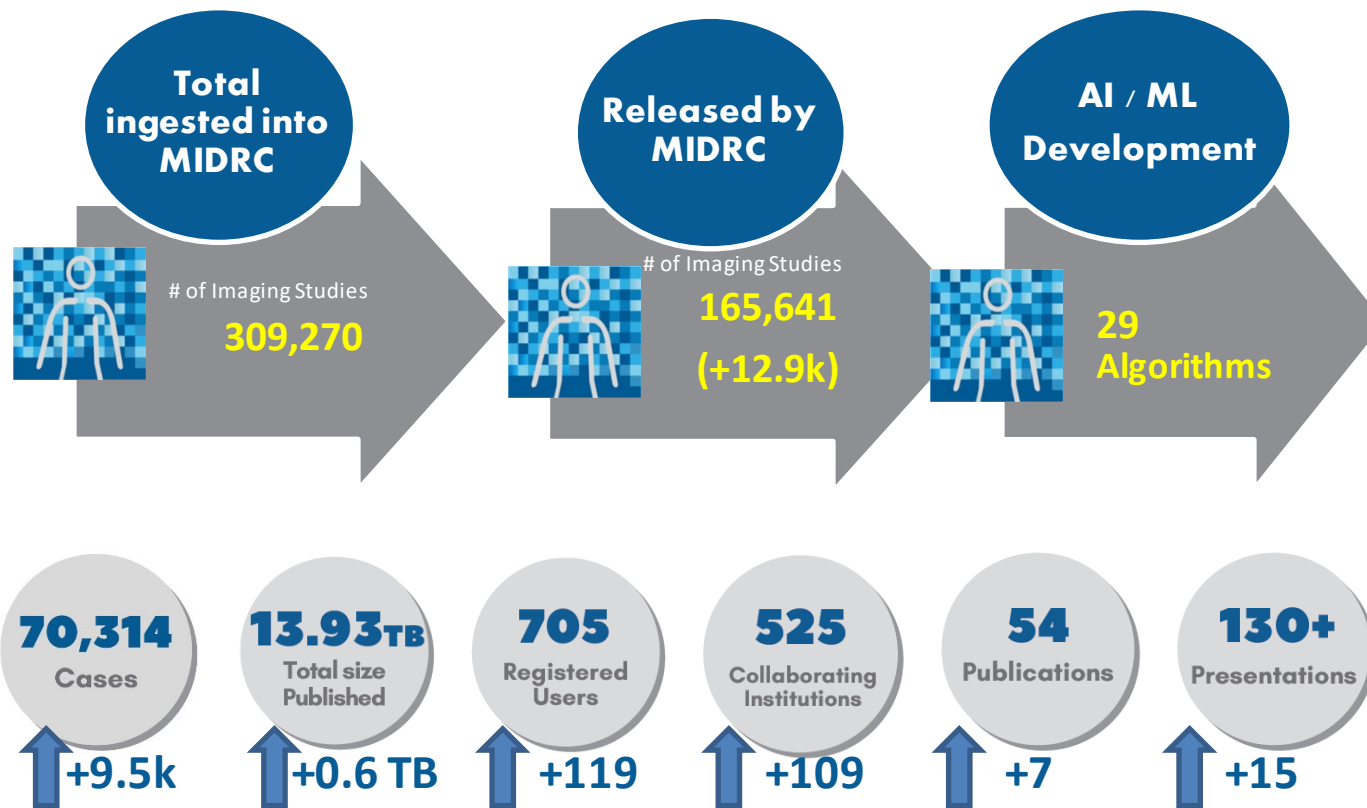 Total
ingested into
MIDRC
Released by
MIDRC
AI / ML
Development
# of Imaging Studies
309,270
# of Imaging Studies
165,641
(+12.9k)
29
Algorithms
70,314
Cases
+9.5k
13.93TB
Total size
Published
+0.6 TB
705
Registered
Users
+119
525
Collaborating
Institutions
+109
54
Publications
+7
130+
Presentations
+15